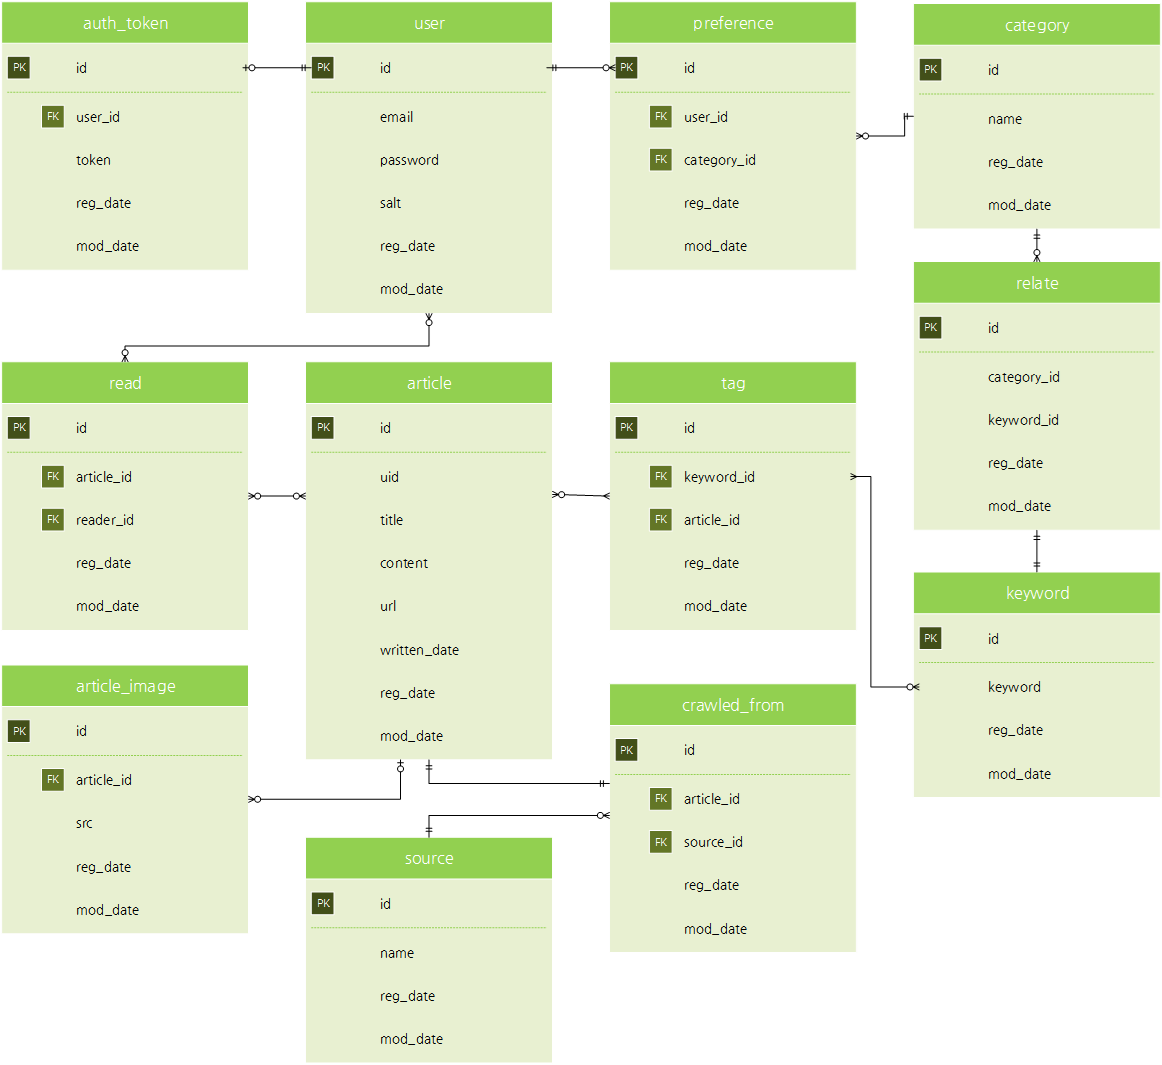 auth_token
PK id
FK user_id
token
reg_date
mod_date
user
PK id
email
password
salt
reg_date
mod_date
preference
PK id
FK user_id
FK category_id
reg_date
mod_date
category
PK id
name
reg_date
mod_date
relate
PK id
category_id
keyword_id
reg_date
mod_date
read
PK id
FK article_id
FK reader_id
reg_date
mod_date
article
PK id
uid
title
content
url
written_date
reg_date
mod_date
tag
PK id
FK keyword_id
FK article_id
reg_date
mod_date
keyword
PK id
keyword
reg_date
mod_date
article_image
PK id
FK article_id
src
reg_date
mod_date
crawled_from
PK id
FK article_id
FK source_id
reg_date
mod_date
source
PK id
name
reg_date
mod_date